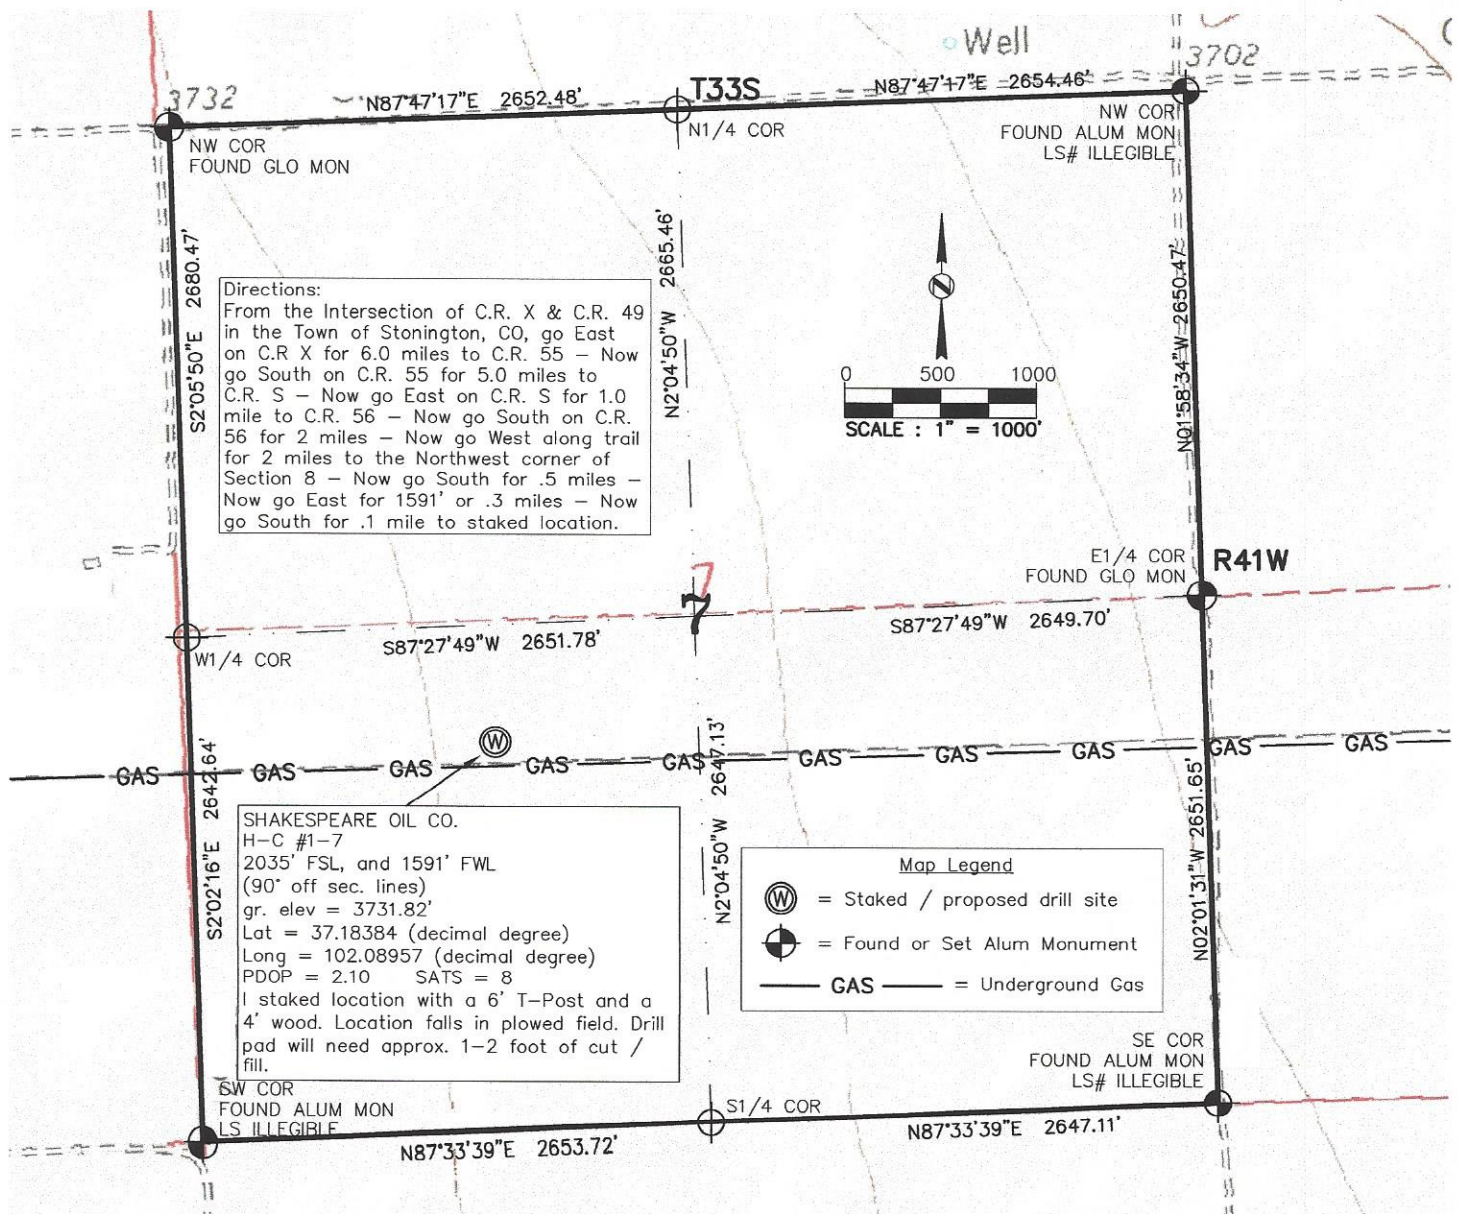 Well
3702
3732
N87°47'17"E 2652.48'
T33S
N87°47'17"E 2654.46'
NW COR
FOUND GLO MON
N1/4 COR
NW COR
FOUND ALUM MON
LS# ILLEGIBLE
S2°05'50"E 2680.47'
N2°04'50"W 2665.46'
N01°58'34"W 2650.47'
Directions:
From the Intersection of C.R. X & C.R. 49
in the Town of Stonington, CO, go East
on C.R X for 6.0 miles to C.R. 55 – Now
go South on C.R. 55 for 5.0 miles to
C.R. S – Now go East on C.R. S for 1.0
mile to C.R. 56 – Now go South on C.R.
56 for 2 miles – Now go West along trail
for 2 miles to the Northwest corner of
Section 8 – Now go South for .5 miles –
Now go East for 1591' or .3 miles – Now
go South for .1 mile to staked location.
N
0 500 1000
SCALE : 1" = 1000'
E1/4 COR
FOUND GLO MON
R41W
7
7
S87°27'49"W 2651.78'
S87°27'49"W 2649.70'
W1/4 COR
W
GAS GAS GAS GAS GAS GAS GAS GAS GAS GAS
S2°02'16"E 2642.64'
N2°04'50"W 2647.13'
N02°01'31"W 2651.65'
SHAKESPEARE OIL CO.
H–C #1–7
2035' FSL, and 1591' FWL
(90° off sec. lines)
gr. elev = 3731.82'
Lat = 37.18384 (decimal degree)
Long = 102.08957 (decimal degree)
PDOP = 2.10 SATS = 8
I staked location with a 6' T–Post and a
4' wood. Location falls in plowed field. Drill
pad will need approx. 1–2 foot of cut /
fill.
Map Legend
W = Staked / proposed drill site
= Found or Set Alum Monument
GAS = Underground Gas
SW COR
FOUND ALUM MON
LS ILLEGIBLE
S1/4 COR
SE COR
FOUND ALUM MON
LS# ILLEGIBLE
N87°33'39"E 2653.72'
N87°33'39"E 2647.11'